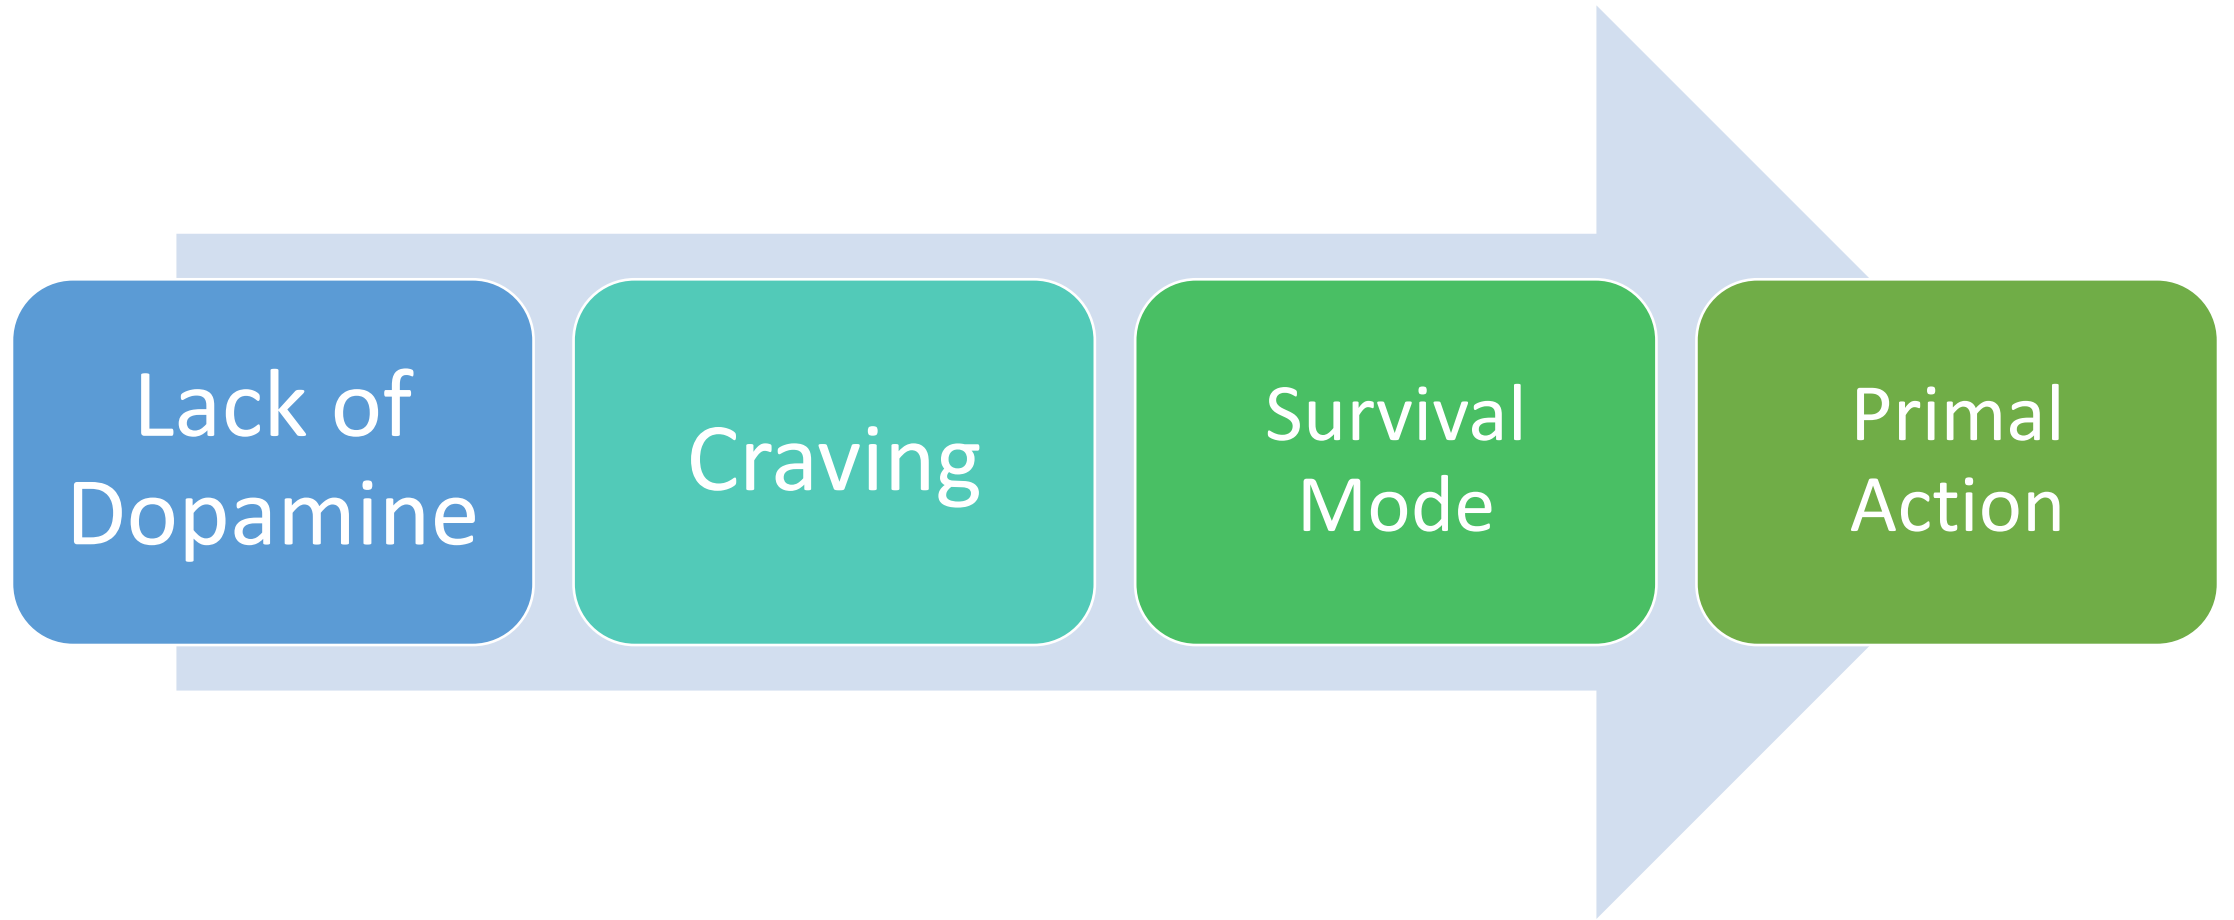 Lack of
Dopamine
Craving
Survival
Mode
Primal
Action